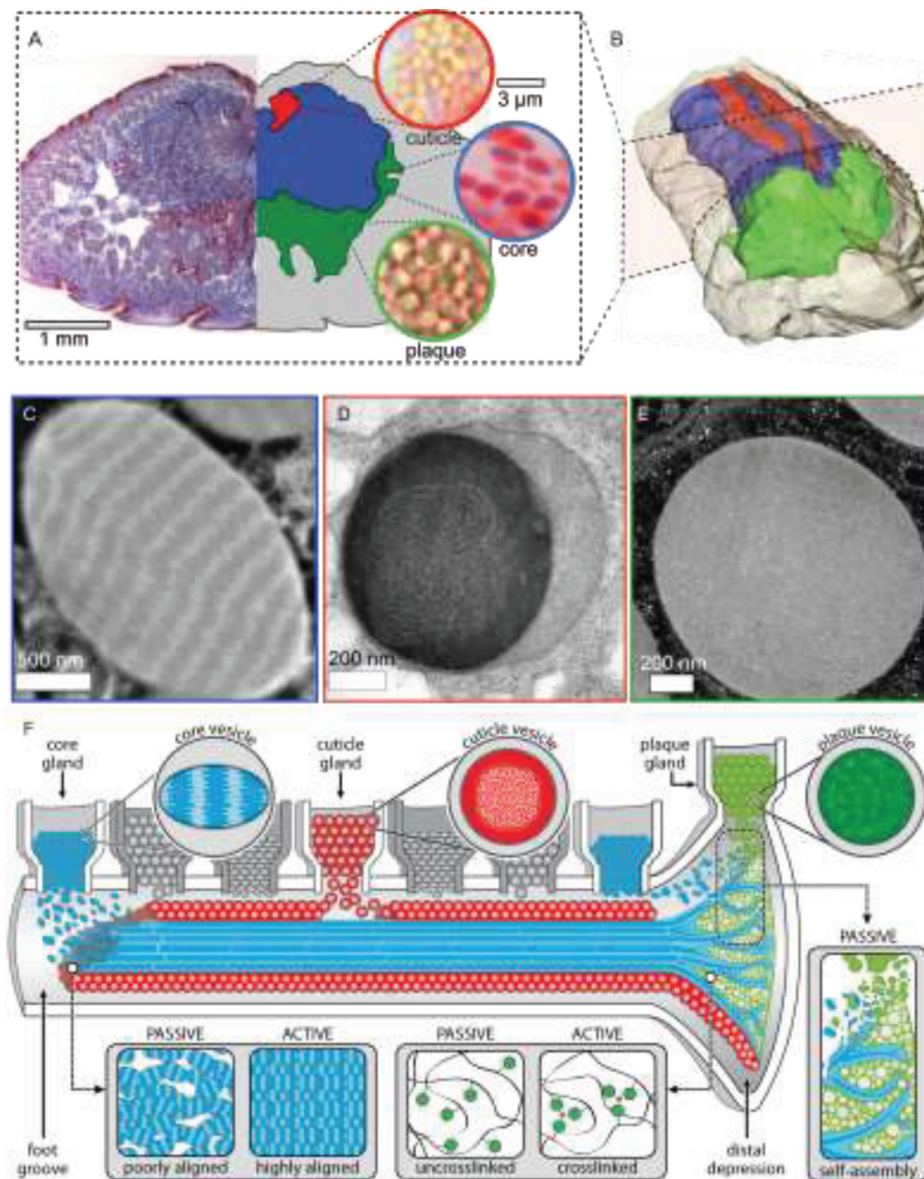 A
B
cuticle
3 µm
core
plaque
1 mm
C
D
E
500 nm
200 nm
200 nm
F
core gland
core vesicle
cuticle gland
cuticle vesicle
plaque gland
plaque vesicle
PASSIVE
PASSIVE
ACTIVE
PASSIVE
ACTIVE
foot groove
poorly aligned
highly aligned
uncrosslinked
crosslinked
distal depression
self-assembly